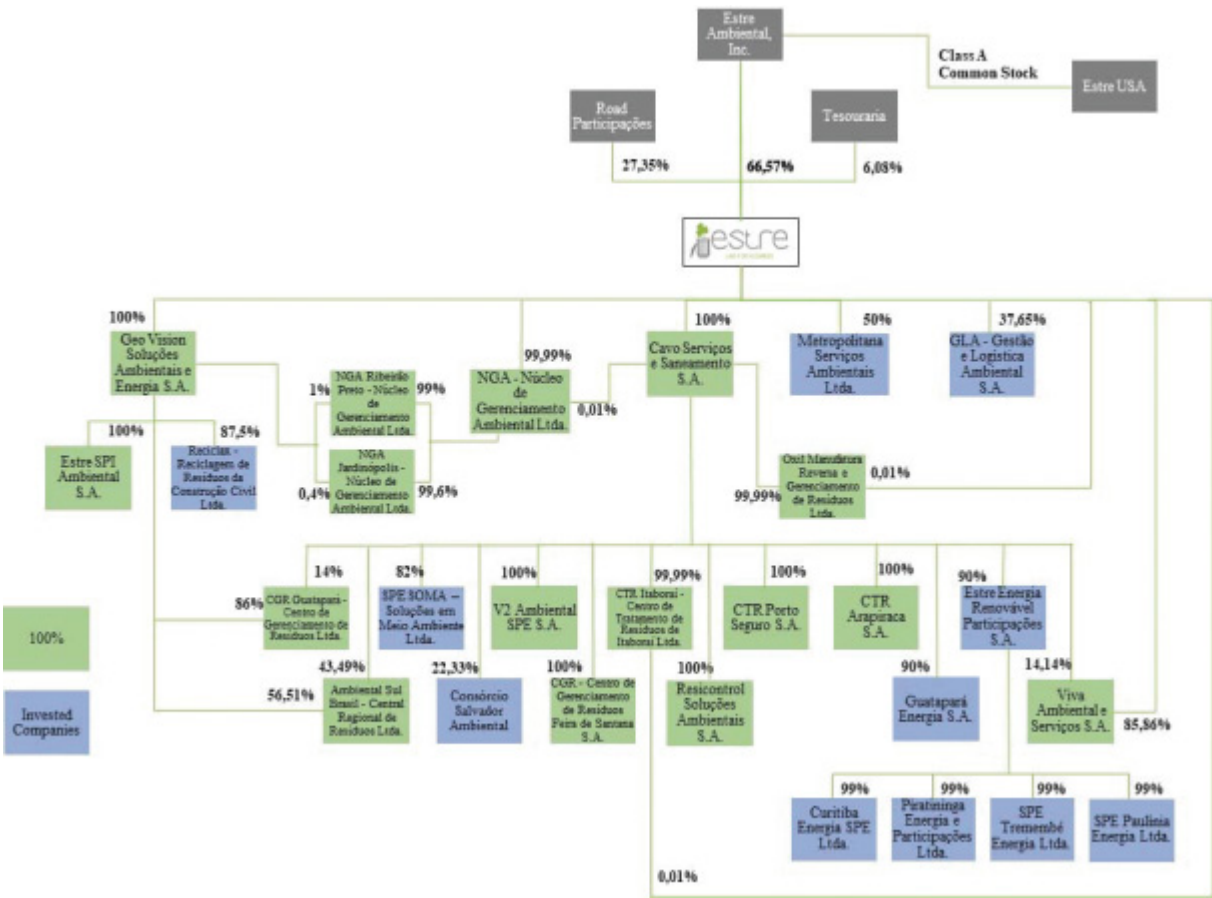 Estre
Ambiental,
Inc.
Class A
Common Stock
Estre USA
Road
Participações
Tesouraria
27,35%
66,57%
6,08%
estre
100%
Geo Vision
Soluções
Ambientais e
Energia S.A.
99,99%
NGA - Núcleo
de
Gerenciamento
Ambiental Ltda.
0,01%
100%
Cavo Serviços
e Saneamento
S.A.
50%
Metropolitana
Serviços
Ambientais
Ltda.
37,65%
GLA - Gestão
e Logística
Ambiental
S.A.
1%
NGA Ribeirão
Preto - Núcleo
de
Gerenciamento
Ambiental Ltda.
99%
0,4%
NGA
Jardinópolis -
Núcleo de
Gerenciamento
Ambiental Ltda.
99,6%
100%
Estre SPI
Ambiental
S.A.
87,5%
Reciclax -
Reciclagem de
Resíduos da
Construção Civil
Ltda.
99,99%
Oxil Manufatura
Reversa e
Gerenciamento
de Resíduos
Ltda.
0,01%
14%
86%
CGR Guatapará -
Centro de
Gerenciamento de
Resíduos Ltda.
82%
SPE SOMA –
Soluções em
Meio Ambiente
Ltda.
100%
V2 Ambiental
SPE S.A.
99,99%
CTR Itaboraí -
Centro de
Tratamento de
Resíduos de
Itaboraí Ltda.
100%
CTR Porto
Seguro S.A.
100%
CTR
Arapiraca
S.A.
90%
Estre Energia
Renovável
Participações
S.A.
43,49%
56,51%
Ambiental Sul
Brasil - Central
Regional de
Resíduos Ltda.
22,33%
Consórcio
Salvador
Ambiental
100%
CGR - Centro de
Gerenciamento
de Resíduos
Feira de Santana
S.A.
100%
Resicontrol
Soluções
Ambientais
S.A.
90%
Guatapará
Energia S.A.
14,14%
Viva
Ambiental e
Serviços S.A.
85,86%
100%
Invested
Companies
99%
Curitiba
Energia SPE
Ltda.
99%
Piratininga
Energia e
Participações
Ltda.
99%
SPE
Tremembé
Energia Ltda.
99%
SPE Paulínia
Energia Ltda.
0,01%